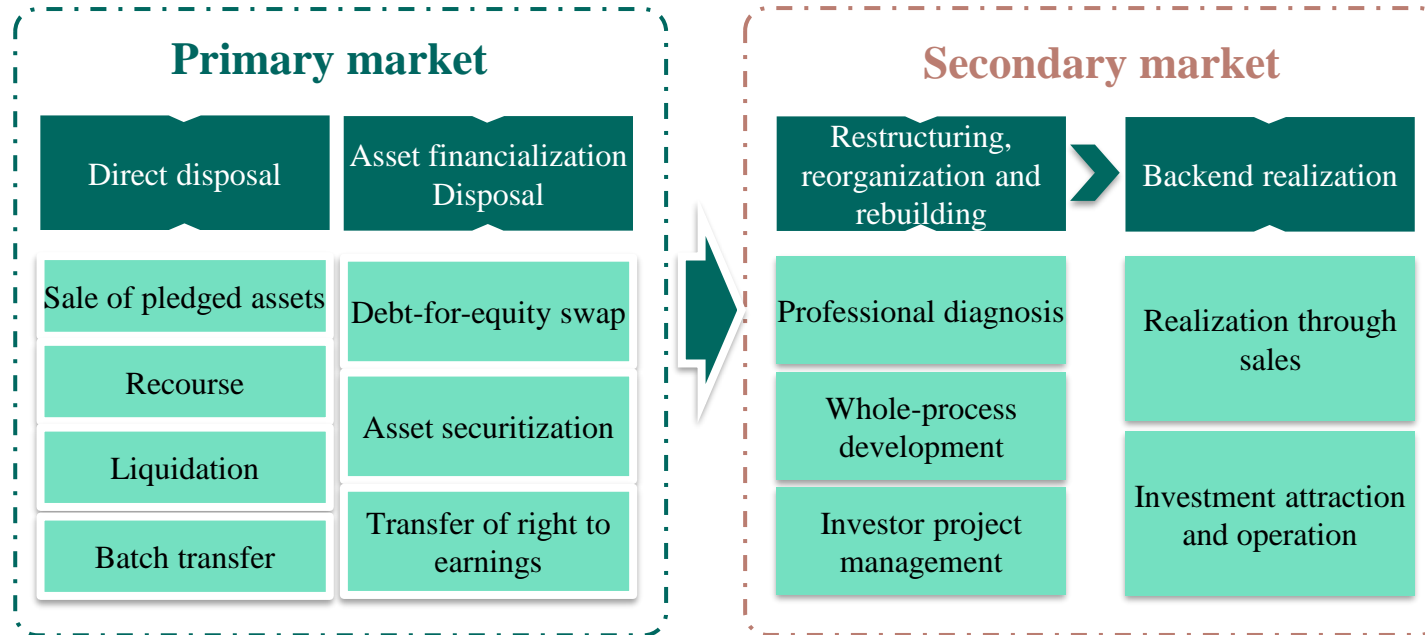 Primary market
Direct disposal
Sale of pledged assets
Recourse
Liquidation
Batch transfer
Asset financialization
Disposal
Debt-for-equity swap
Asset securitization
Transfer of right to
earnings
Secondary market
Restructuring,
reorganization and
rebuilding
Professional diagnosis
Whole-process
development
Investor project
management
Backend realization
Realization through
sales
Investment attraction
and operation